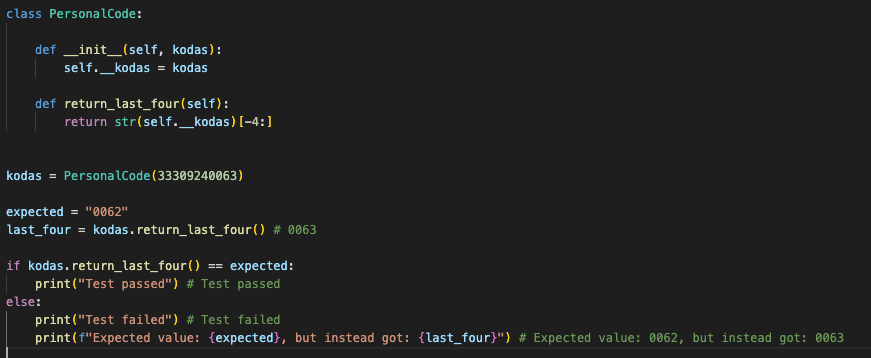 class PersonalCode:
def __init__(self, kodas):
self.__kodas = kodas
def return_last_four(self):
return str(self.__kodas)[-4:]
kodas = PersonalCode(33309240063)
expected = "0062"
last_four = kodas.return_last_four() # 0063
if kodas.return_last_four() == expected:
print("Test passed") # Test passed
else:
print("Test failed") # Test failed
print(f"Expected value: {expected}, but instead got: {last_four}") # Expected value: 0062, but instead got: 0063